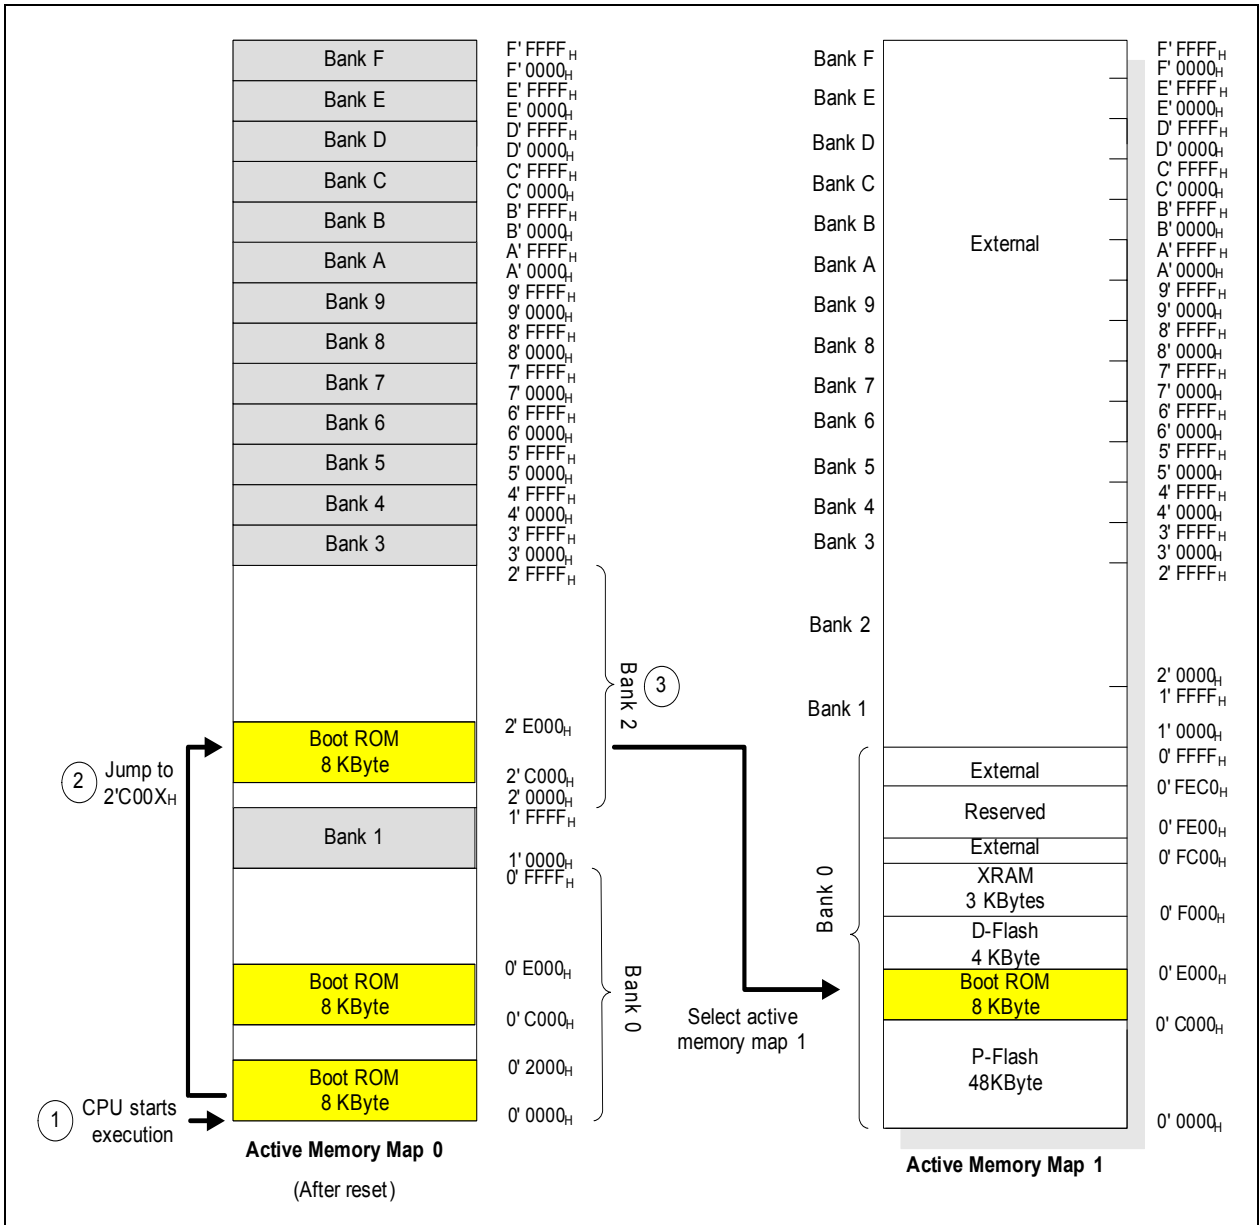 Bank F
F' FFFFH
F' 0000H
Bank E
E' FFFFH
E' 0000H
Bank D
D' FFFFH
D' 0000H
Bank C
C' FFFFH
C' 0000H
Bank B
B' FFFFH
B' 0000H
Bank A
A' FFFFH
A' 0000H
Bank 9
9' FFFFH
9' 0000H
Bank 8
8' FFFFH
8' 0000H
Bank 7
7' FFFFH
7' 0000H
Bank 6
6' FFFFH
6' 0000H
Bank 5
5' FFFFH
5' 0000H
Bank 4
4' FFFFH
4' 0000H
Bank 3
3' FFFFH
3' 0000H
2' FFFFH
Bank 2
3
Boot ROM
8 KByte
2' E000H
2' C000H
2' 0000H
2
Jump to
2'C00XH
Bank 1
1' FFFFH
1' 0000H
0' FFFFH
Boot ROM
8 KByte
0' E000H
0' C000H
Bank 0
Boot ROM
8 KByte
0' 2000H
0' 0000H
1
CPU starts
execution
Active Memory Map 0
(After reset)
Select active
memory map 1
Bank F
F' FFFFH
F' 0000H
Bank E
E' FFFFH
E' 0000H
Bank D
D' FFFFH
D' 0000H
Bank C
C' FFFFH
C' 0000H
Bank B
B' FFFFH
B' 0000H
External
Bank A
A' FFFFH
A' 0000H
Bank 9
9' FFFFH
9' 0000H
Bank 8
8' FFFFH
8' 0000H
Bank 7
7' FFFFH
7' 0000H
Bank 6
6' FFFFH
6' 0000H
Bank 5
5' FFFFH
5' 0000H
Bank 4
4' FFFFH
4' 0000H
Bank 3
3' FFFFH
3' 0000H
2' FFFFH
Bank 2
2' 0000H
1' FFFFH
Bank 1
1' 0000H
0' FFFFH
External
0' FEC0H
Reserved
0' FE00H
External
0' FC00H
Bank 0
XRAM
3 KBytes
0' F000H
D-Flash
4 KByte
0' E000H
Boot ROM
8 KByte
0' C000H
P-Flash
48KByte
0' 0000H
Active Memory Map 1